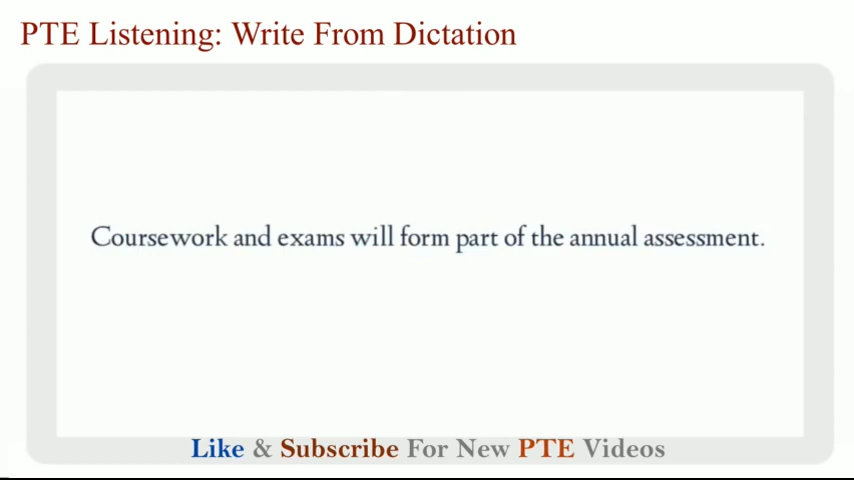 PTE Listening: Write From Dictation
Coursework and exams will form part of the annual assessment.
Like & Subscribe For New PTE Videos